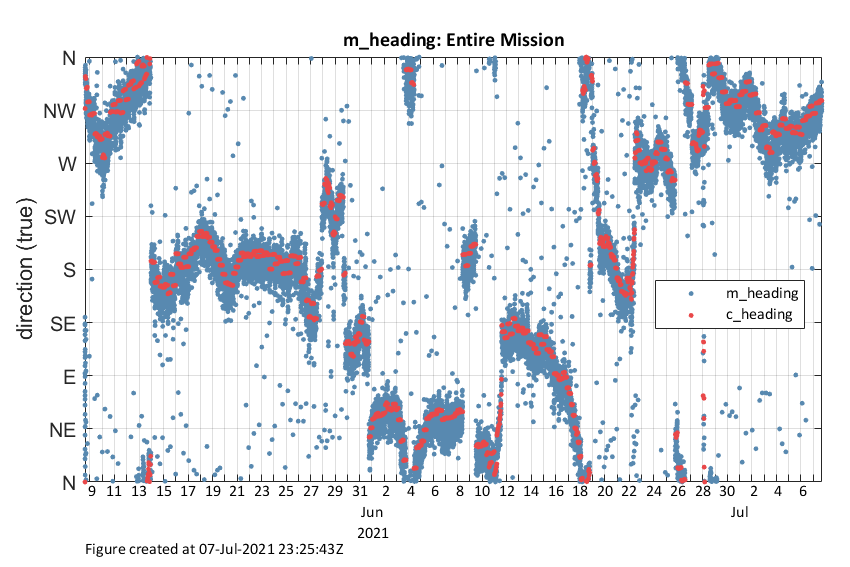 m_heading: Entire Mission
direction (true)
N
NW
W
SW
S
SE
E
NE
N
m_heading
c_heading
9 11 13 15 17 19 21 23 25 27 29 31 2 4 6 8 10 12 14 16 18 20 22 24 26 28 30 2 4 6
Jun Jul
2021
Figure created at 07-Jul-2021 23:25:43Z